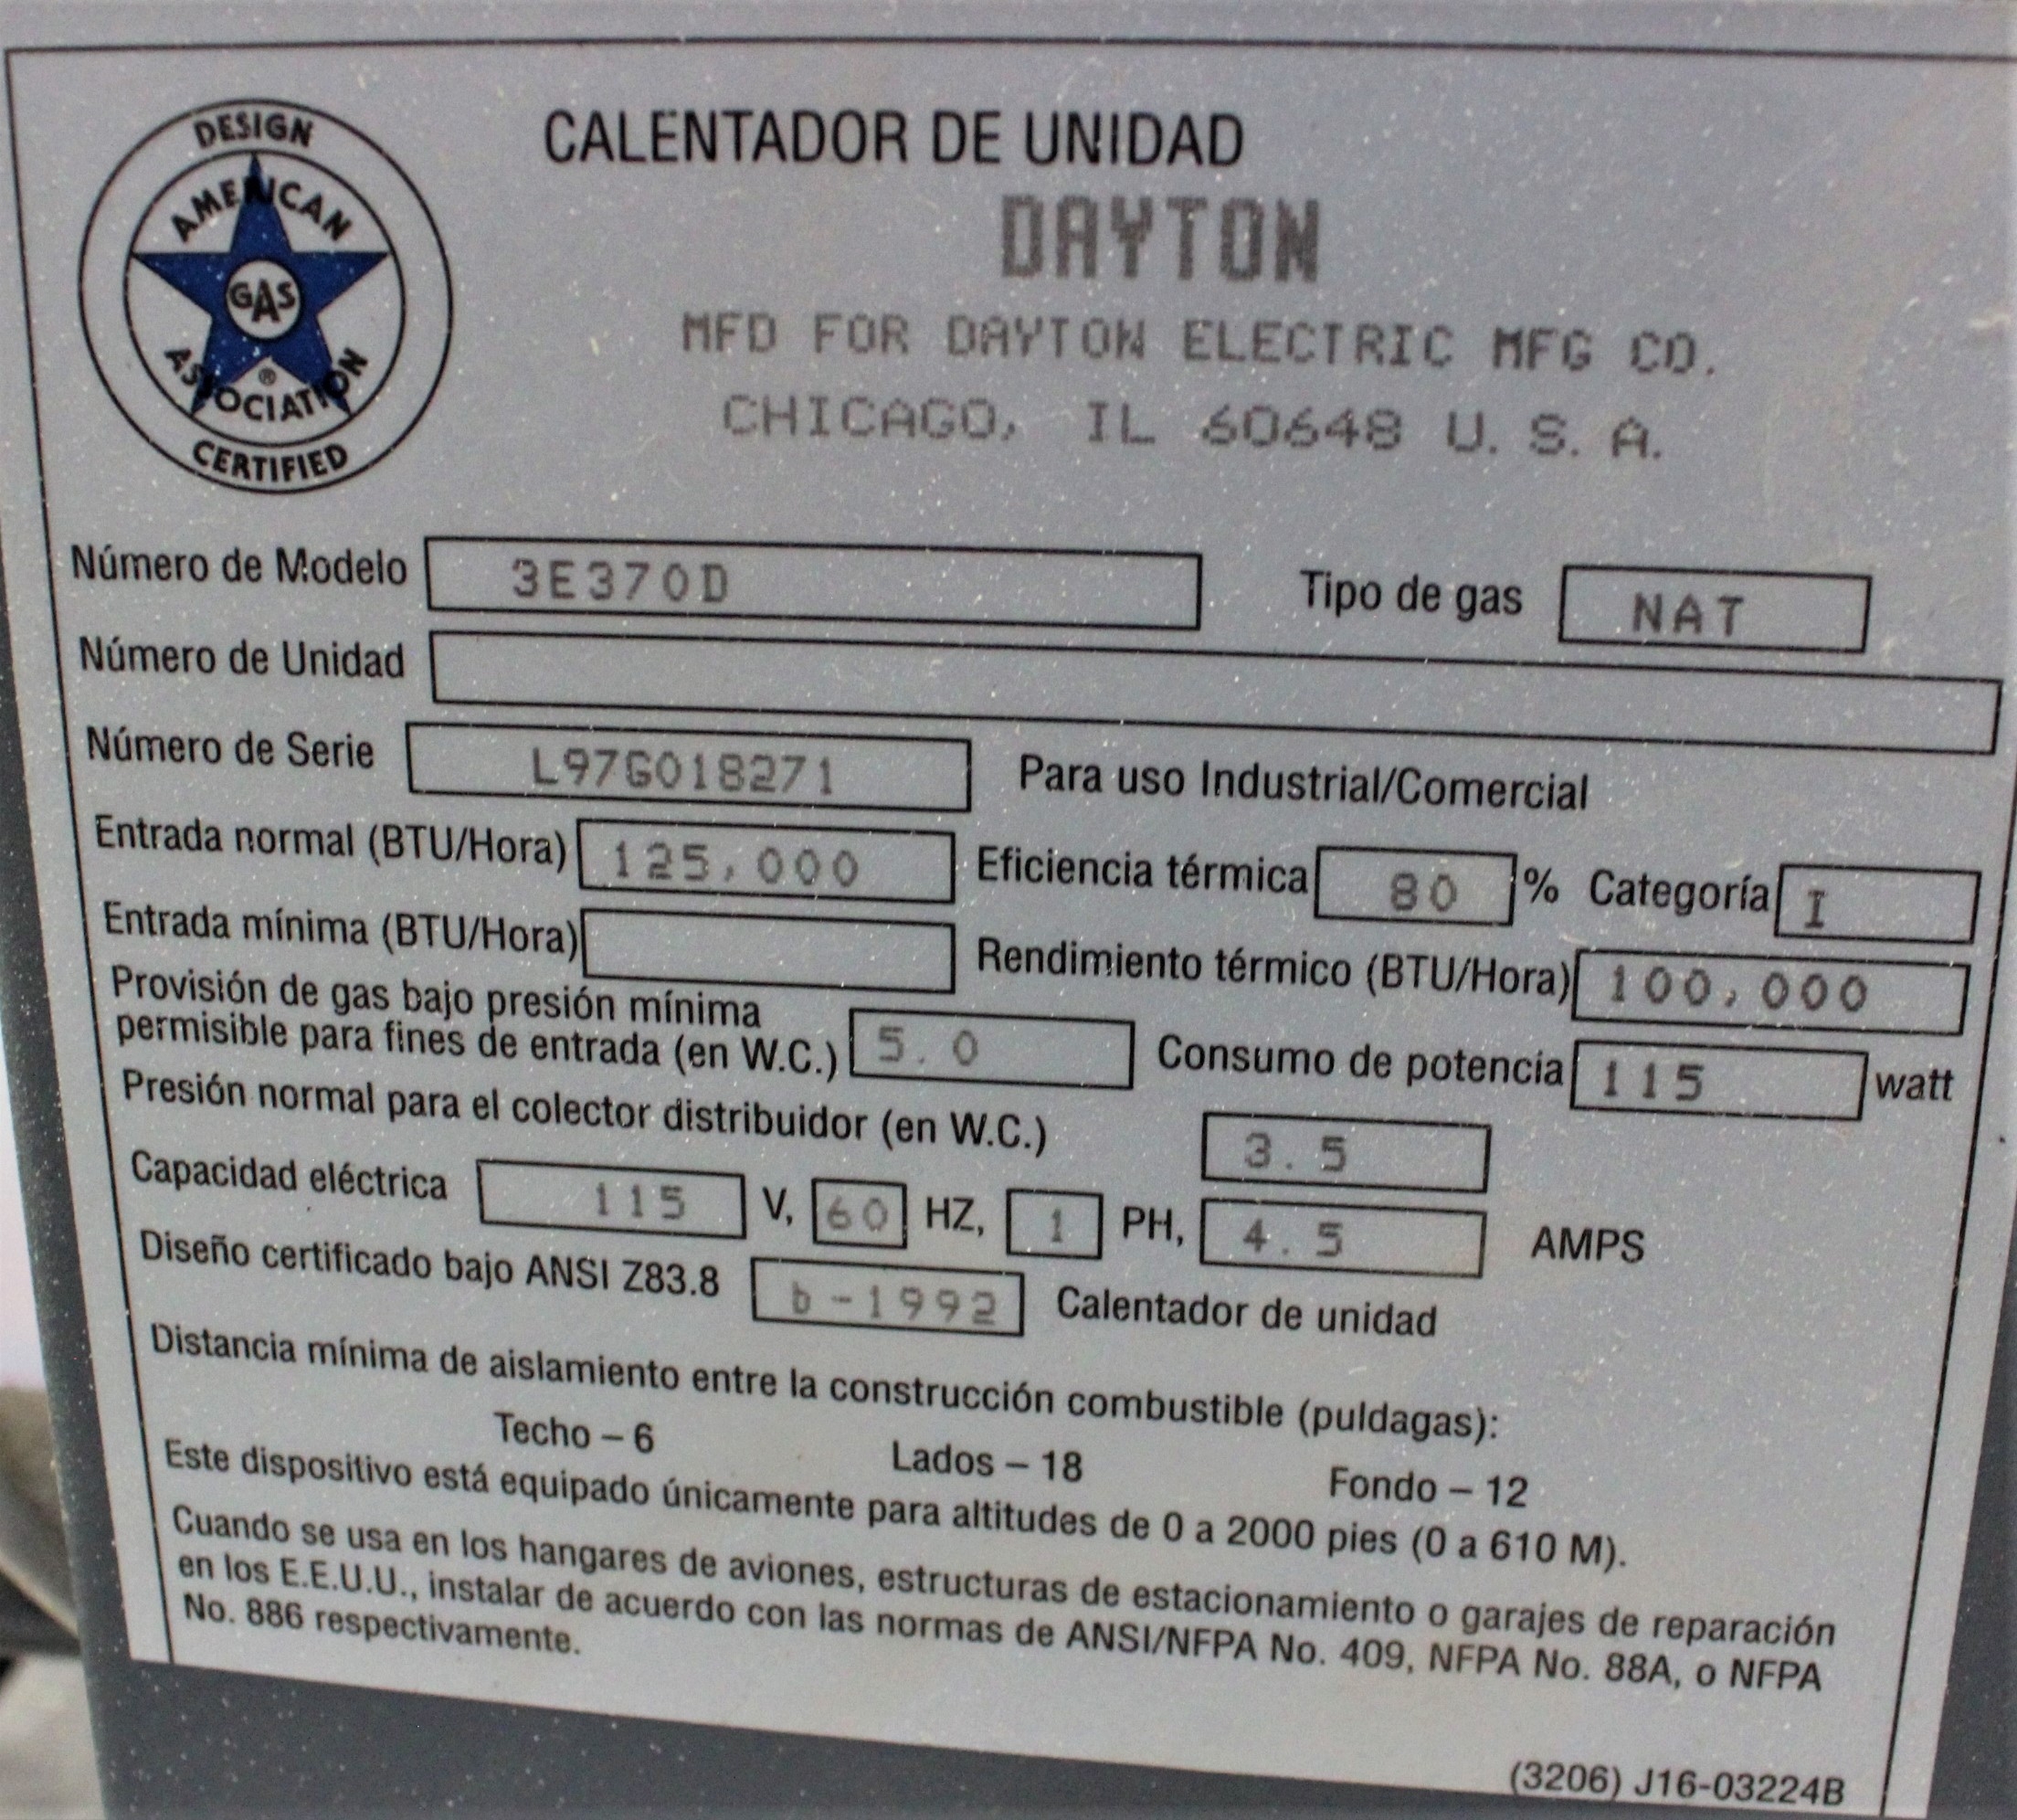 DESIGN
AMERICAN
GAS
ASSOCIATION
®
CERTIFIED
CALENTADOR DE UNIDAD
DAYTON
MFD FOR DAYTON ELECTRIC MFG CO.
CHICAGO, IL 60648 U.S.A.
Número de Modelo 3E370D Tipo de gas NAT
Número de Unidad
Número de Serie L97G018271 Para uso Industrial/Comercial
Entrada normal (BTU/Hora) 125,000 Eficiencia térmica 80 % Categoría I
Entrada mínima (BTU/Hora) Rendimiento térmico (BTU/Hora) 100,000
Provisión de gas bajo presión mínima
permisible para fines de entrada (en W.C.) 5.0 Consumo de potencia 115 watt
Presión normal para el colector distribuidor (en W.C.) 3.5
Capacidad eléctrica 115 V, 60 HZ, 1 PH, 4.5 AMPS
Diseño certificado bajo ANSI Z83.8 b-1992 Calentador de unidad
Distancia mínima de aislamiento entre la construcción combustible (puldagas):
Techo – 6 Lados – 18 Fondo – 12
Este dispositivo está equipado únicamente para altitudes de 0 a 2000 pies (0 a 610 M).
Cuando se usa en los hangares de aviones, estructuras de estacionamiento o garajes de reparación
en los E.E.U.U., instalar de acuerdo con las normas de ANSI/NFPA No. 409, NFPA No. 88A, o NFPA
No. 886 respectivamente.
(3206) J16-03224B